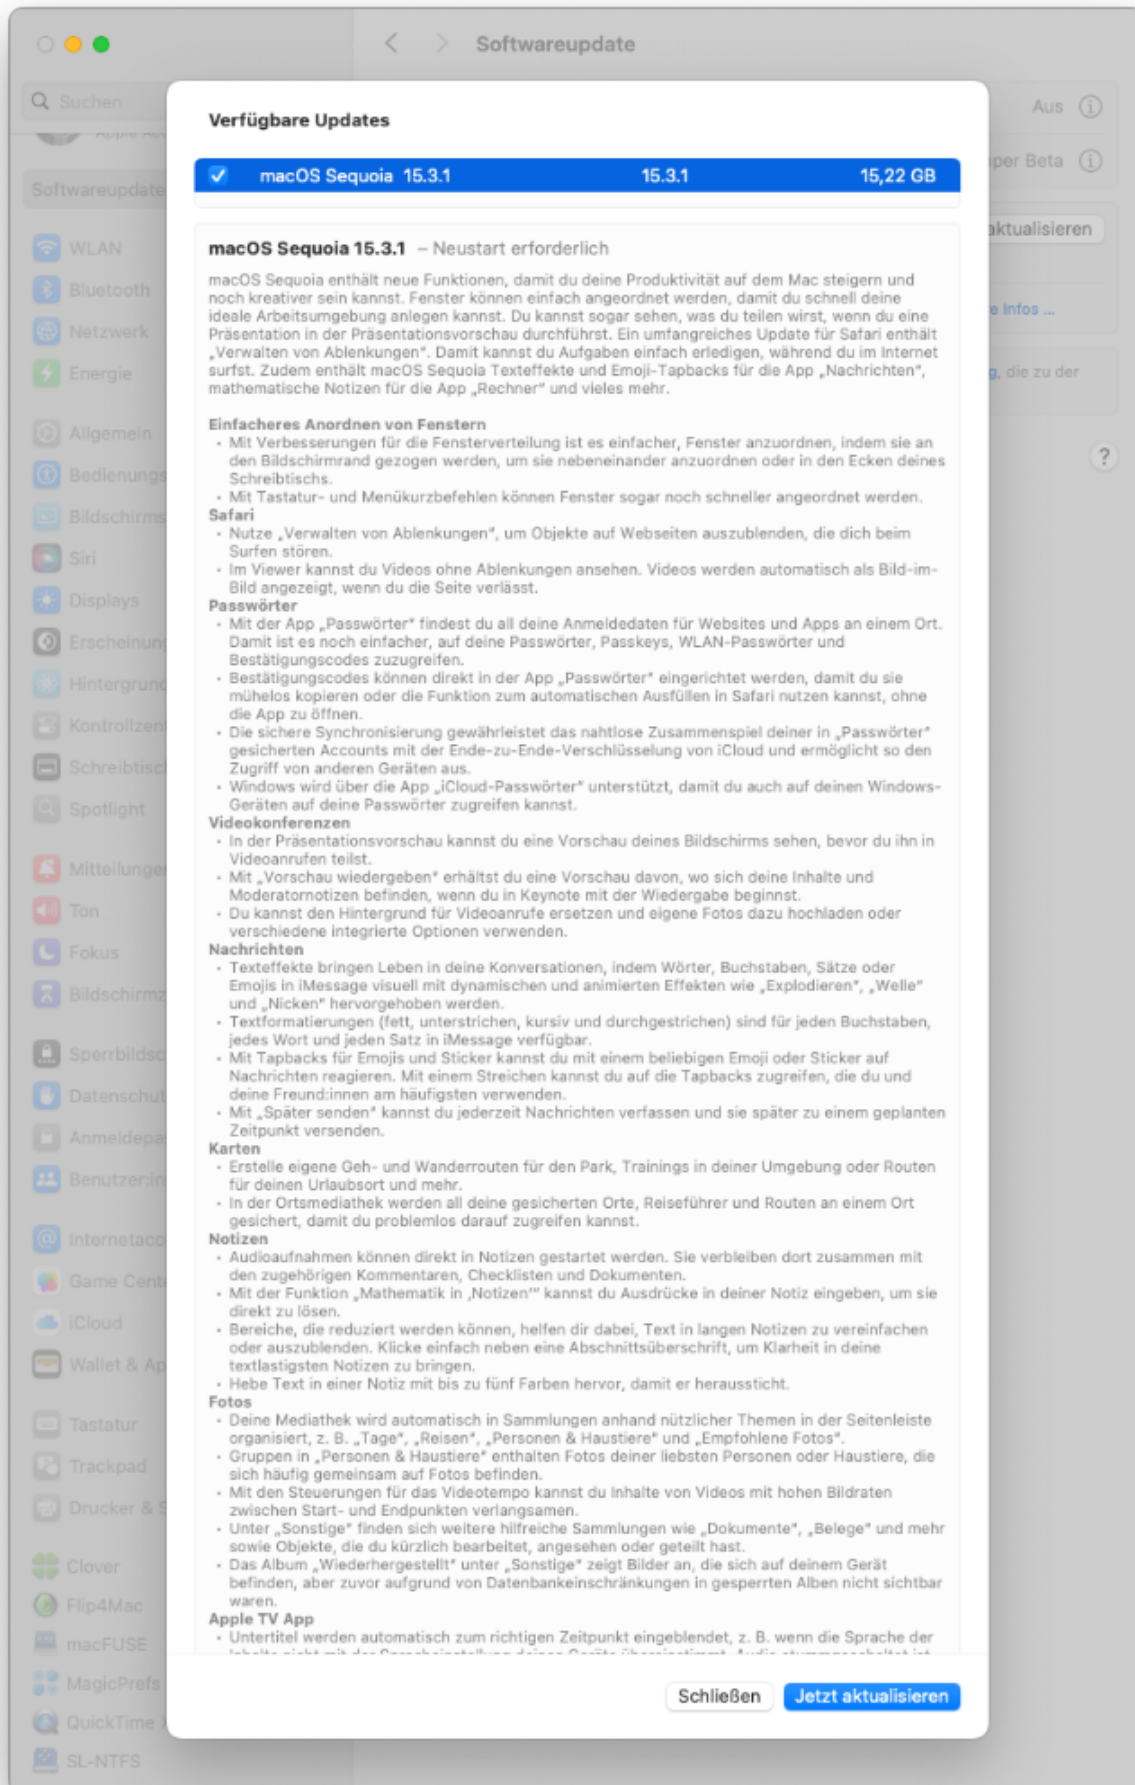 Softwareupdate
Suchen
Aus
Apple Acc
per Beta
Softwareupdate
WLAN
aktualisieren
Bluetooth
e Infos ...
Netzwerk
Energie
g, die zu der
Allgemein
Bedienungs
?
Bildschirms
Siri
Displays
Erscheinung
Hintergrund
Kontrollzen
Schreibtisc
Spotlight
Mitteilunge
Ton
Fokus
Bildschirmz
Sperrbildsc
Datenschut
Anmeldepa
Benutzer:in
Internetacc
Game Cente
iCloud
Wallet & Ap
Tastatur
Trackpad
Drucker & S
Clover
Flip4Mac
macFUSE
MagicPrefs
QuickTime
SL-NTFS
Verfügbare Updates
macOS Sequoia 15.3.1 15.3.1 15,22 GB
macOS Sequoia 15.3.1 – Neustart erforderlich
macOS Sequoia enthält neue Funktionen, damit du deine Produktivität auf dem Mac steigern und
noch kreativer sein kannst. Fenster können einfach angeordnet werden, damit du schnell deine
ideale Arbeitsumgebung anlegen kannst. Du kannst sogar sehen, was du teilen wirst, wenn du eine
Präsentation in der Präsentationsvorschau durchführst. Ein umfangreiches Update für Safari enthält
„Verwalten von Ablenkungen“. Damit kannst du Aufgaben einfach erledigen, während du im Internet
surfst. Zudem enthält macOS Sequoia Texteffekte und Emoji-Tapbacks für die App „Nachrichten“,
mathematische Notizen für die App „Rechner“ und vieles mehr.
Einfacheres Anordnen von Fenstern
• Mit Verbesserungen für die Fensterverteilung ist es einfacher, Fenster anzuordnen, indem sie an
den Bildschirmrand gezogen werden, um sie nebeneinander anzuordnen oder in den Ecken deines
Schreibtischs.
• Mit Tastatur- und Menükurzbefehlen können Fenster sogar noch schneller angeordnet werden.
Safari
• Nutze „Verwalten von Ablenkungen“, um Objekte auf Webseiten auszublenden, die dich beim
Surfen stören.
• Im Viewer kannst du Videos ohne Ablenkungen ansehen. Videos werden automatisch als Bild-im-
Bild angezeigt, wenn du die Seite verlässt.
Passwörter
• Mit der App „Passwörter“ findest du all deine Anmeldedaten für Websites und Apps an einem Ort.
Damit ist es noch einfacher, auf deine Passwörter, Passkeys, WLAN-Passwörter und
Bestätigungscodes zuzugreifen.
• Bestätigungscodes können direkt in der App „Passwörter“ eingerichtet werden, damit du sie
mühelos kopieren oder die Funktion zum automatischen Ausfüllen in Safari nutzen kannst, ohne
die App zu öffnen.
• Die sichere Synchronisierung gewährleistet das nahtlose Zusammenspiel deiner in „Passwörter“
gesicherten Accounts mit der Ende-zu-Ende-Verschlüsselung von iCloud und ermöglicht so den
Zugriff von anderen Geräten aus.
• Windows wird über die App „iCloud-Passwörter“ unterstützt, damit du auch auf deinen Windows-
Geräten auf deine Passwörter zugreifen kannst.
Videokonferenzen
• In der Präsentationsvorschau kannst du eine Vorschau deines Bildschirms sehen, bevor du ihn in
Videoanrufen teilst.
• Mit „Vorschau wiedergeben“ erhältst du eine Vorschau davon, wo sich deine Inhalte und
Moderatornotizen befinden, wenn du in Keynote mit der Wiedergabe beginnst.
• Du kannst den Hintergrund für Videoanrufe ersetzen und eigene Fotos dazu hochladen oder
verschiedene integrierte Optionen verwenden.
Nachrichten
• Texteffekte bringen Leben in deine Konversationen, indem Wörter, Buchstaben, Sätze oder
Emojis in iMessage visuell mit dynamischen und animierten Effekten wie „Explodieren“, „Welle“
und „Nicken“ hervorgehoben werden.
• Textformatierungen (fett, unterstrichen, kursiv und durchgestrichen) sind für jeden Buchstaben,
jedes Wort und jeden Satz in iMessage verfügbar.
• Mit Tapbacks für Emojis und Sticker kannst du mit einem beliebigen Emoji oder Sticker auf
Nachrichten reagieren. Mit einem Streichen kannst du auf die Tapbacks zugreifen, die du und
deine Freund:innen am häufigsten verwenden.
• Mit „Später senden“ kannst du jederzeit Nachrichten verfassen und sie später zu einem geplanten
Zeitpunkt versenden.
Karten
• Erstelle eigene Geh- und Wanderrouten für den Park, Trainings in deiner Umgebung oder Routen
für deinen Urlaubsort und mehr.
• In der Ortsmediathek werden all deine gesicherten Orte, Reiseführer und Routen an einem Ort
gesichert, damit du problemlos darauf zugreifen kannst.
Notizen
• Audioaufnahmen können direkt in Notizen gestartet werden. Sie verbleiben dort zusammen mit
den zugehörigen Kommentaren, Checklisten und Dokumenten.
• Mit der Funktion „Mathematik in ‚Notizen‘“ kannst du Ausdrücke in deiner Notiz eingeben, um sie
direkt zu lösen.
• Bereiche, die reduziert werden können, helfen dir dabei, Text in langen Notizen zu vereinfachen
oder auszublenden. Klicke einfach neben eine Abschnittsüberschrift, um Klarheit in deine
textlastigsten Notizen zu bringen.
• Hebe Text in einer Notiz mit bis zu fünf Farben hervor, damit er heraussticht.
Fotos
• Deine Mediathek wird automatisch in Sammlungen anhand nützlicher Themen in der Seitenleiste
organisiert, z. B. „Tage“, „Reisen“, „Personen & Haustiere“ und „Empfohlene Fotos“.
• Gruppen in „Personen & Haustiere“ enthalten Fotos deiner liebsten Personen oder Haustiere, die
sich häufig gemeinsam auf Fotos befinden.
• Mit den Steuerungen für das Videotempo kannst du Inhalte von Videos mit hohen Bildraten
zwischen Start- und Endpunkten verlangsamen.
• Unter „Sonstige“ finden sich weitere hilfreiche Sammlungen wie „Dokumente“, „Belege“ und mehr
sowie Objekte, die du kürzlich bearbeitet, angesehen oder geteilt hast.
• Das Album „Wiederhergestellt“ unter „Sonstige“ zeigt Bilder an, die sich auf deinem Gerät
befinden, aber zuvor aufgrund von Datenbankeinschränkungen in gesperrten Alben nicht sichtbar
waren.
Apple TV App
• Untertitel werden automatisch zum richtigen Zeitpunkt eingeblendet, z. B. wenn die Sprache der
Schließen
Jetzt aktualisieren